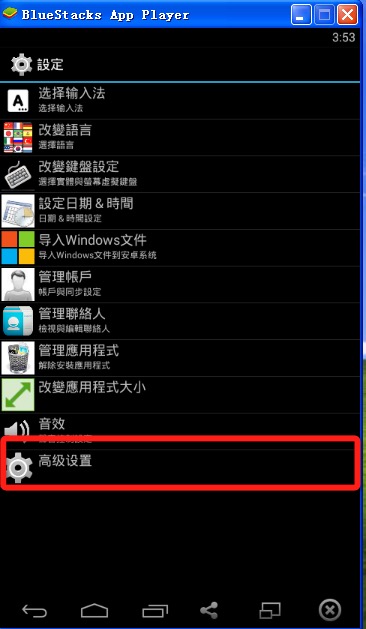 BlueStacks App Player
3:53
設定
A
选择输入法
选择输入法
改變語言
選擇語言
改變鍵盤設定
選擇實體與螢幕虛擬鍵盤
設定日期 & 時間
日期 & 時間設定
导入Windows文件
导入Windows文件到安卓系统
管理帳戶
帳戶與同步設定
管理聯絡人
檢視與編輯聯絡人
管理應用程式
解除安裝應用程式
改變應用程式大小
音效
高级设置